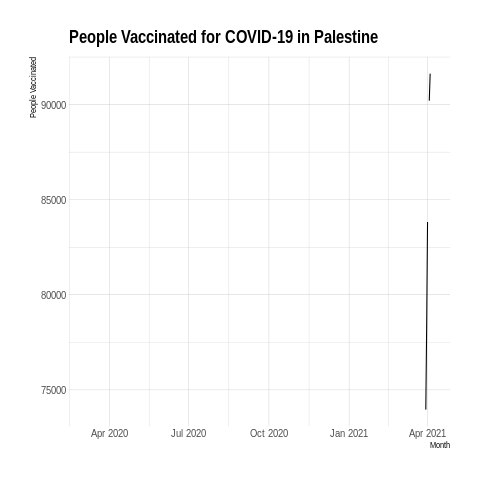 People Vaccinated for COVID-19 in Palestine
People Vaccinated
90000
85000
80000
75000
Apr 2020 Jul 2020 Oct 2020 Jan 2021 Apr 2021
Month